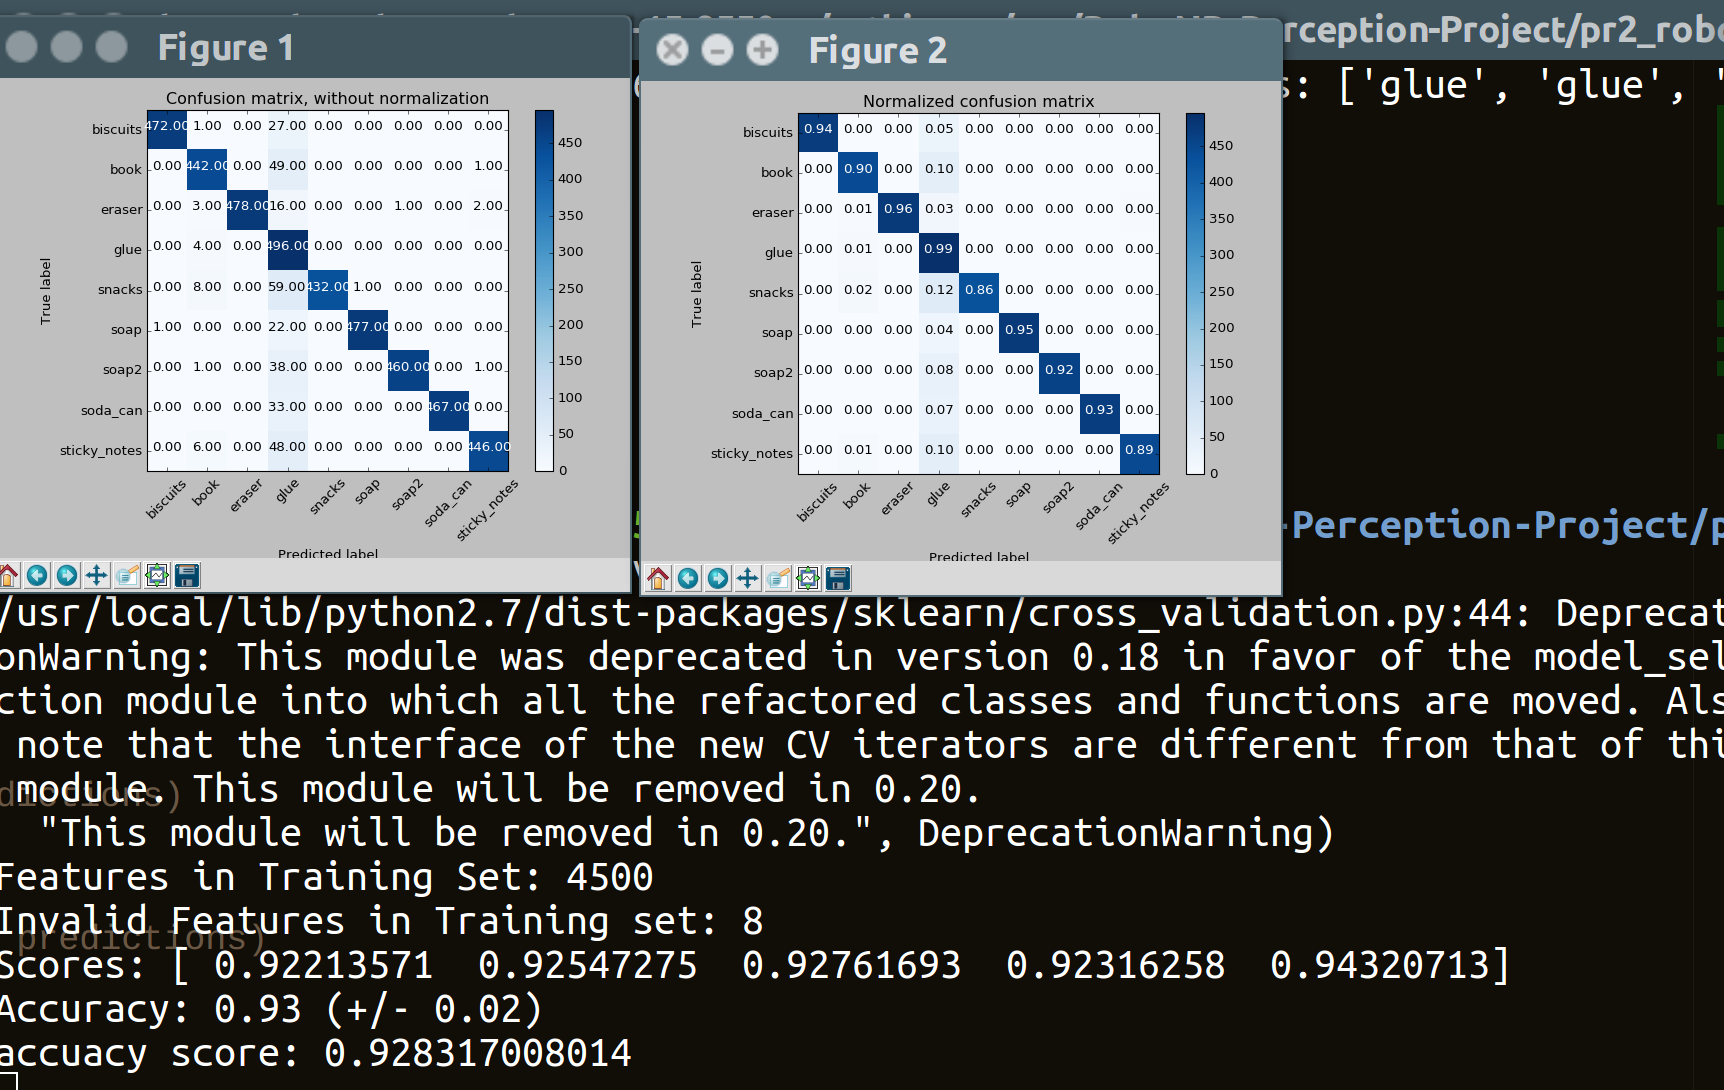 rception-Project/pr2_robo
Figure 1
Confusion matrix, without normalization
biscuits 472.00 1.00 0.00 27.00 0.00 0.00 0.00 0.00 0.00
book 0.00 442.00 0.00 49.00 0.00 0.00 0.00 0.00 1.00
eraser 0.00 3.00 478.00 16.00 0.00 0.00 1.00 0.00 2.00
glue 0.00 4.00 0.00 496.00 0.00 0.00 0.00 0.00 0.00
snacks 0.00 8.00 0.00 59.00 432.00 1.00 0.00 0.00 0.00
soap 1.00 0.00 0.00 22.00 0.00 477.00 0.00 0.00 0.00
soap2 0.00 1.00 0.00 38.00 0.00 0.00 460.00 0.00 1.00
soda_can 0.00 0.00 0.00 33.00 0.00 0.00 0.00 467.00 0.00
sticky_notes 0.00 6.00 0.00 48.00 0.00 0.00 0.00 0.00 446.00
True label
biscuits book eraser glue snacks soap soap2 soda_can sticky_notes
Predicted label
450
400
350
300
250
200
150
100
50
0
Figure 2
Normalized confusion matrix
biscuits 0.94 0.00 0.00 0.05 0.00 0.00 0.00 0.00 0.00
book 0.00 0.90 0.00 0.10 0.00 0.00 0.00 0.00 0.00
eraser 0.00 0.01 0.96 0.03 0.00 0.00 0.00 0.00 0.00
glue 0.00 0.01 0.00 0.99 0.00 0.00 0.00 0.00 0.00
snacks 0.00 0.02 0.00 0.12 0.86 0.00 0.00 0.00 0.00
soap 0.00 0.00 0.00 0.04 0.00 0.95 0.00 0.00 0.00
soap2 0.00 0.00 0.00 0.08 0.00 0.00 0.92 0.00 0.00
soda_can 0.00 0.00 0.00 0.07 0.00 0.00 0.00 0.93 0.00
sticky_notes 0.00 0.01 0.00 0.10 0.00 0.00 0.00 0.00 0.89
True label
biscuits book eraser glue snacks soap soap2 soda_can sticky_notes
Predicted label
450
400
350
300
250
200
150
100
50
0
s: ['glue', 'glue', '
-Perception-Project/p
/usr/local/lib/python2.7/dist-packages/sklearn/cross_validation.py:44: Deprecat
onWarning: This module was deprecated in version 0.18 in favor of the model_sel
ction module into which all the refactored classes and functions are moved. Als
note that the interface of the new CV iterators are different from that of thi
module. This module will be removed in 0.20.
"This module will be removed in 0.20.", DeprecationWarning)
Features in Training Set: 4500
Invalid Features in Training set: 8
predictions)
Scores: [ 0.92213571 0.92547275 0.92761693 0.92316258 0.94320713]
Accuracy: 0.93 (+/- 0.02)
accuacy score: 0.928317008014